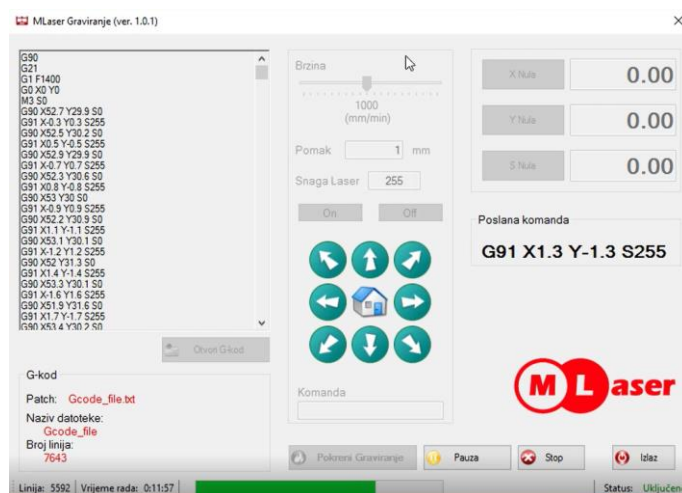 MLaser Graviranje (ver. 1.0.1)
G90
G21
G1 F1400
G0 X0 Y0
M3 S0
G90 X52.7 Y29.9 S0
G91 X-0.3 Y0.3 S255
G90 X52.5 Y30.2 S0
G91 X0.5 Y-0.5 S255
G90 X52.9 Y29.9 S0
G91 X-0.7 Y0.7 S255
G90 X52.3 Y30.6 S0
G91 X0.8 Y-0.8 S255
G90 X53 Y30 S0
G91 X-0.9 Y0.9 S255
G90 X52.2 Y30.9 S0
G91 X1.1 Y-1.1 S255
G90 X53.1 Y30.1 S0
G91 X-1.2 Y1.2 S255
G90 X52 Y31.3 S0
G91 X1.4 Y-1.4 S255
G90 X53.3 Y30.1 S0
G91 X-1.6 Y1.6 S255
G90 X51.9 Y31.6 S0
G91 X1.7 Y-1.7 S255
G90 X53.4 Y30.2 S0
Otvori G-kod
G-kod
Patch: Gcode_file.txt
Naziv datoteke:
Gcode_file
Broj linija:
7643
Brzina
1000
(mm/min)
Pomak 1 mm
Snaga Laser 255
On Off
Komanda
X Nula 0.00
Y Nula 0.00
S Nula 0.00
Poslana komanda
G91 X1.3 Y-1.3 S255
M Laser
Pokreni Graviranje Pauza Stop Izlaz
Linija: 5592 Vrijeme rada: 0:11:57 Status: Uključen